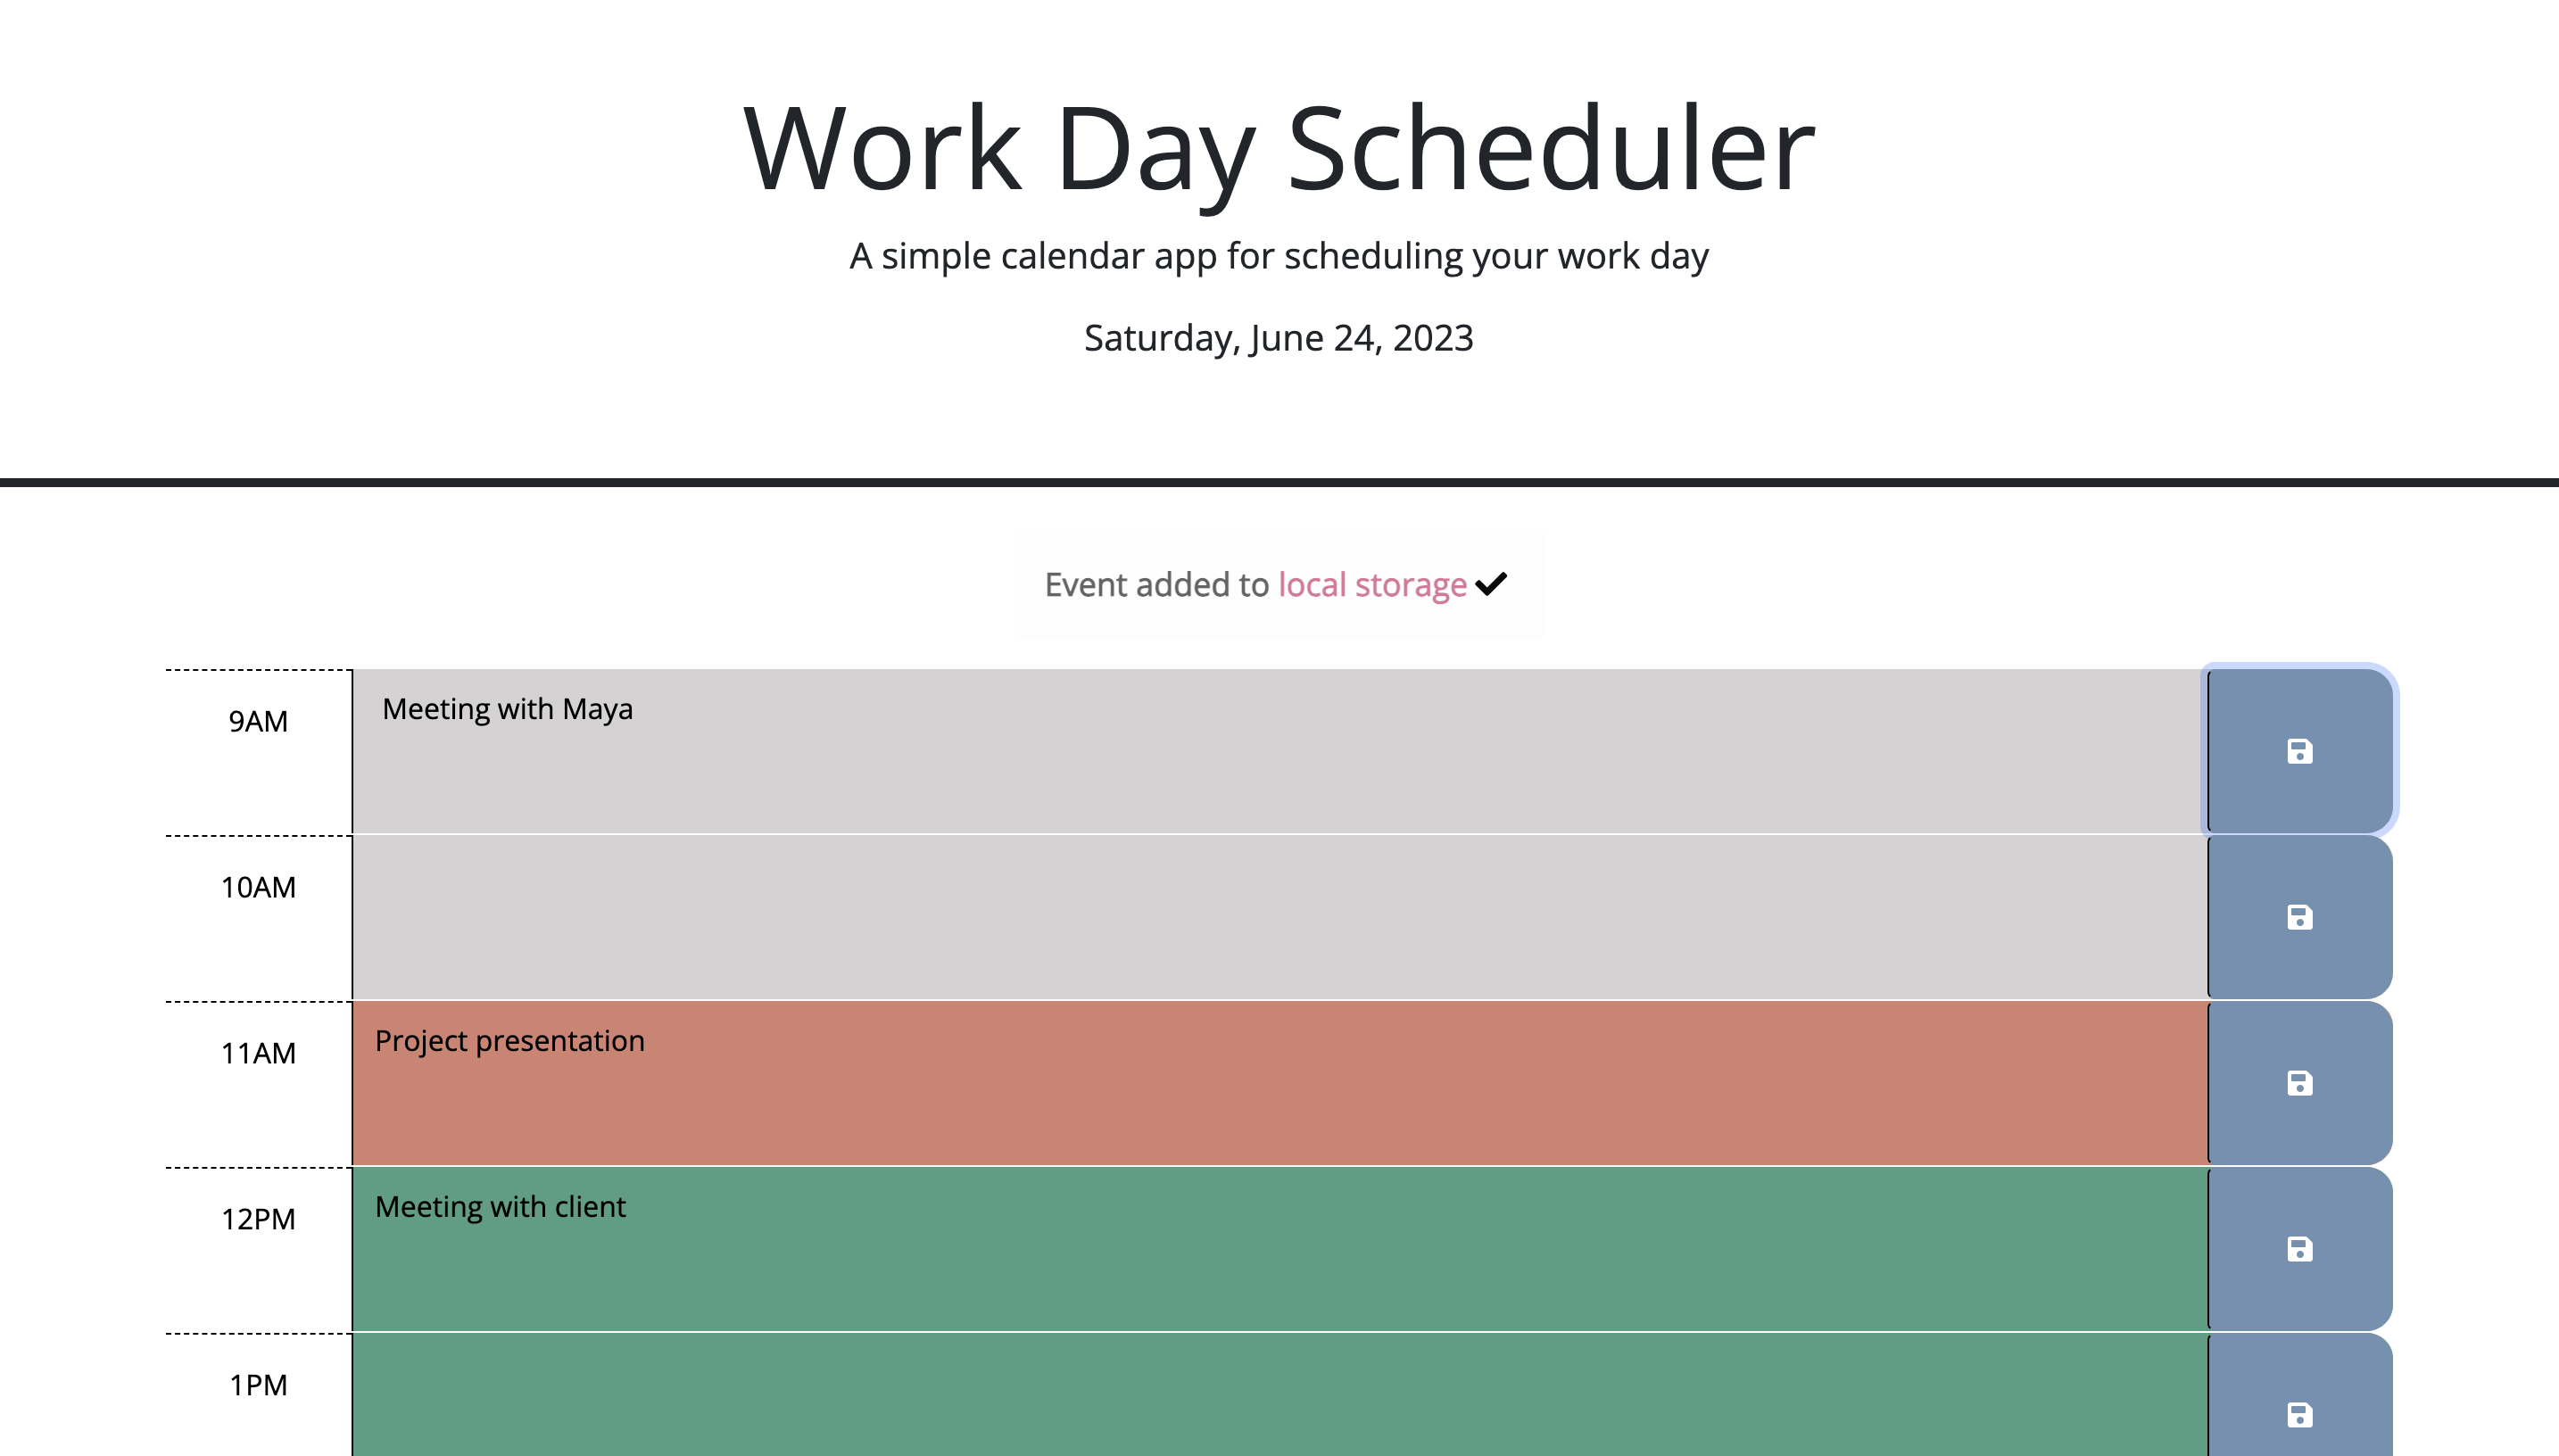 Work Day Scheduler
A simple calendar app for scheduling your work day
Saturday, June 24, 2023
Event added to local storage
9AM
Meeting with Maya
10AM
11AM
Project presentation
12PM
Meeting with client
1PM